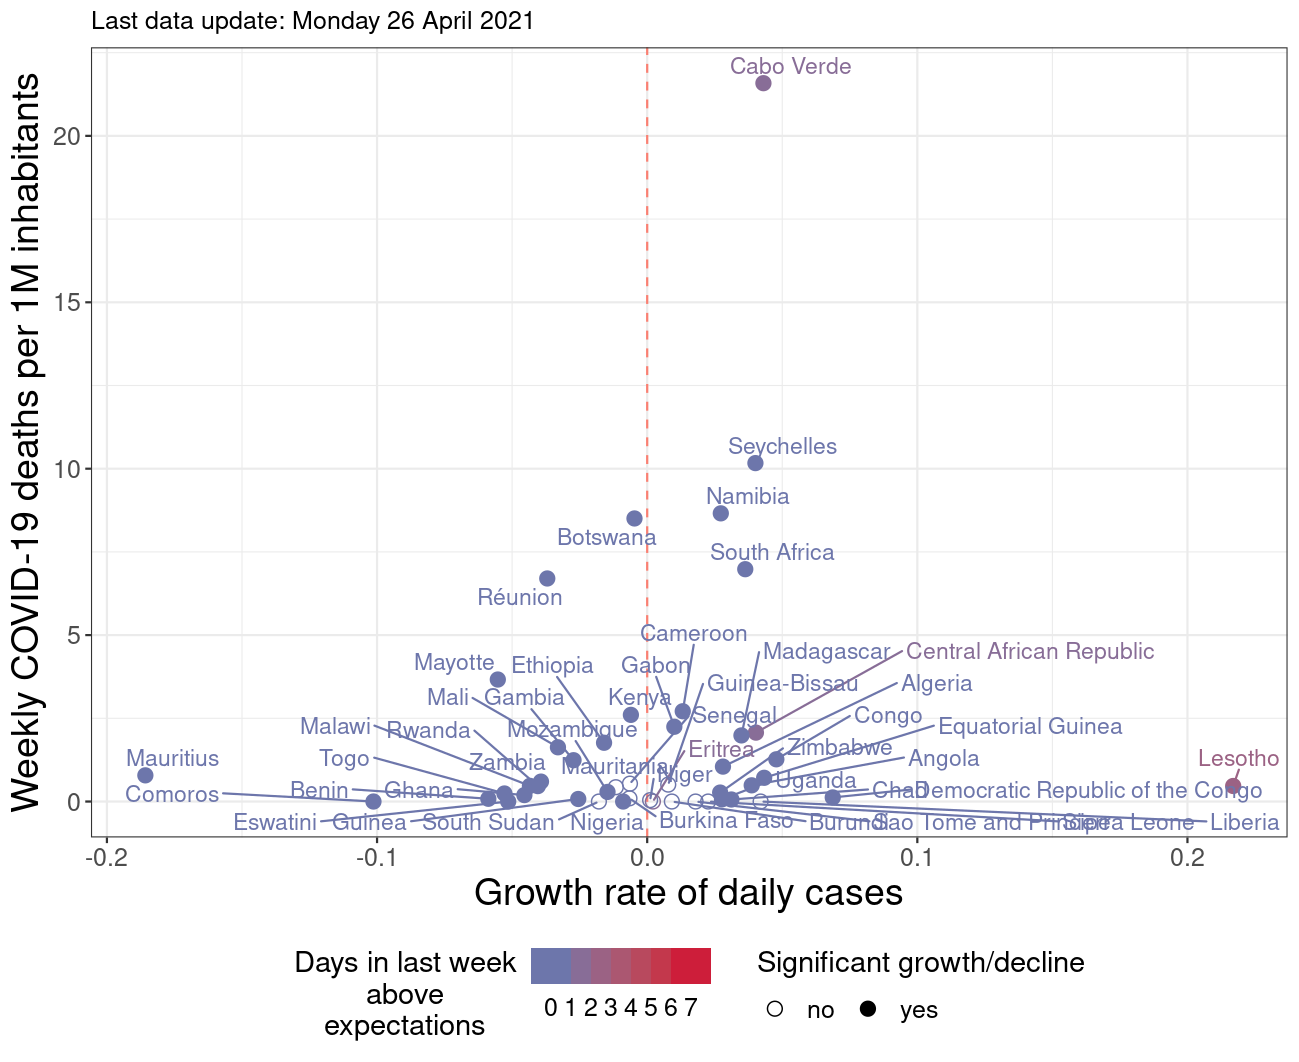 Last data update: Monday 26 April 2021
Weekly COVID-19 deaths per 1M inhabitants
20
15
10
5
0
Cabo Verde
Seychelles
Namibia
Botswana
South Africa
Réunion
Cameroon
Madagascar
Central African Republic
Mayotte
Ethiopia
Gabon
Guinea-Bissau
Algeria
Mali
Gambia
Kenya
Senegal
Congo
Malawi
Rwanda
Mozambique
Equatorial Guinea
Eritrea
Zimbabwe
Mauritius
Togo
Zambia
Mauritania
Niger
Angola
Lesotho
Comoros
Benin
Ghana
Uganda
Chad
Democratic Republic of the Congo
Eswatini
Guinea
South Sudan
Nigeria
Burkina Faso
Burundi
Sao Tome and Principe
Sierra Leone
Liberia
-0.2
-0.1
0.0
0.1
0.2
Growth rate of daily cases
Days in last week
above
expectations
0 1 2 3 4 5 6 7
Significant growth/decline
no
yes